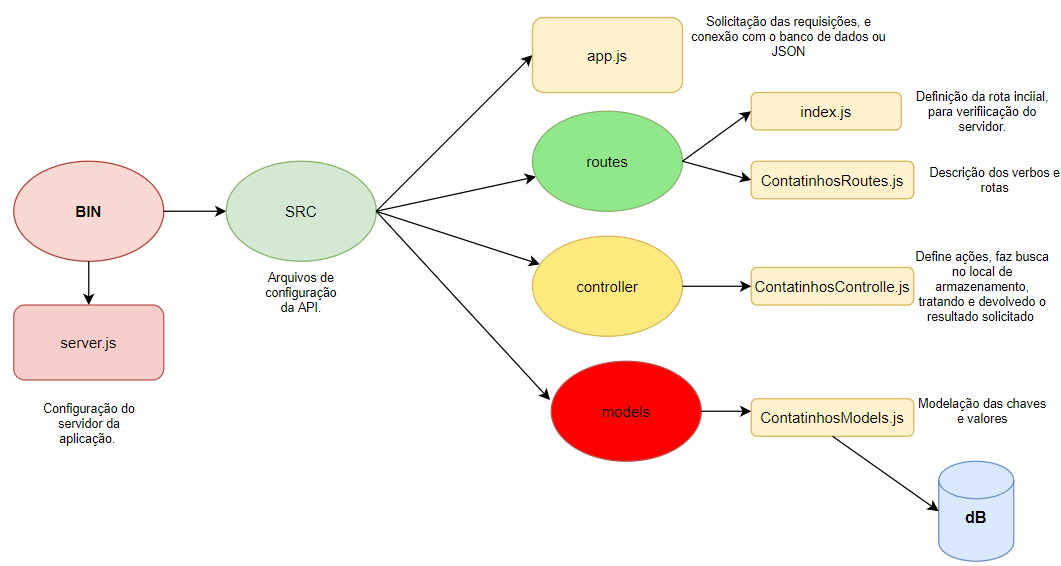 BIN
server.js
Configuração do
servidor da
aplicação.
SRC
Arquivos de
configuração
da API.
app.js
Solicitação das requisições, e
conexão com o banco de dados ou
JSON
routes
index.js
Definição da rota inciial,
para verifiicação do
servidor.
ContatinhosRoutes.js
Descrição dos verbos e
rotas
controller
ContatinhosControlle.js
Define ações, faz busca
no local de
armazenamento,
tratando e devolvedo o
resultado solicitado
models
ContatinhosModels.js
Modelação das chaves
e valores
dB